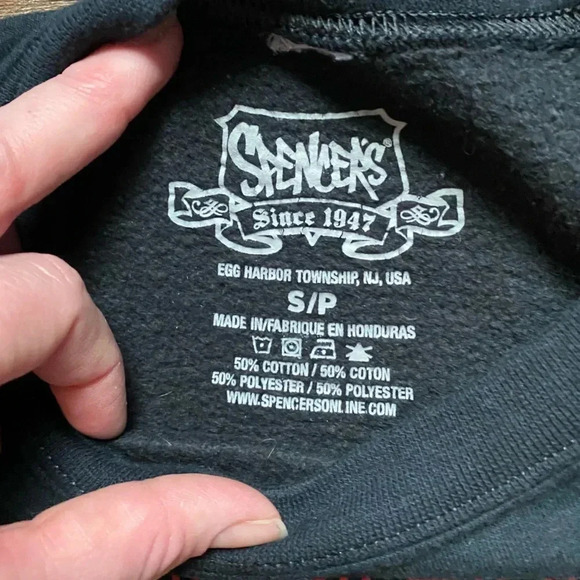 SPENCER'S®
Since 1947
EGG HARBOR TOWNSHIP, NJ, USA
S/P
MADE IN/FABRIQUE EN HONDURAS
50% COTTON / 50% COTON
50% POLYESTER / 50% POLYESTER
WWW.SPENCERSONLINE.COM